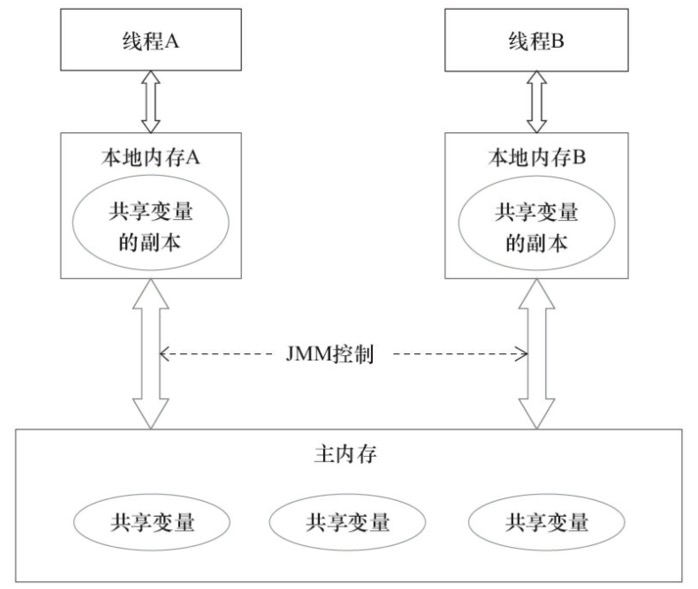 线程A
线程B
本地内存A
共享变量
的副本
本地内存B
共享变量
的副本
JMM控制
主内存
共享变量
共享变量
共享变量